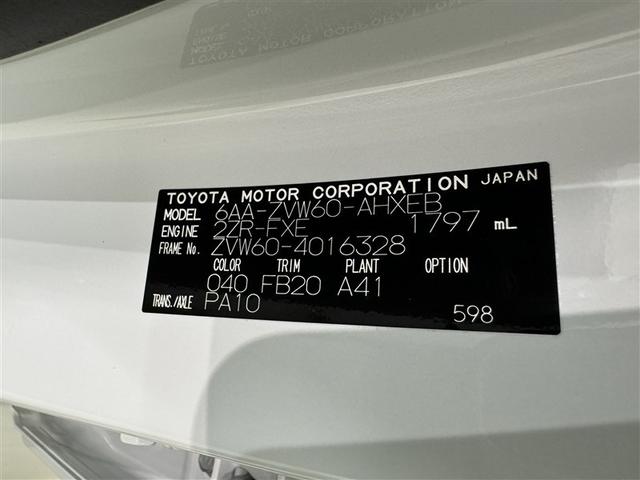 TOYOTA MOTOR CORPORATION JAPAN
MODEL 6AA-ZVW60-AHXEB
ENGINE 2ZR-FXE 1797 mL
FRAME No. ZVW60-4016328
COLOR TRIM PLANT OPTION
040 FB20 A41
TRANS./AXLE PA10
598